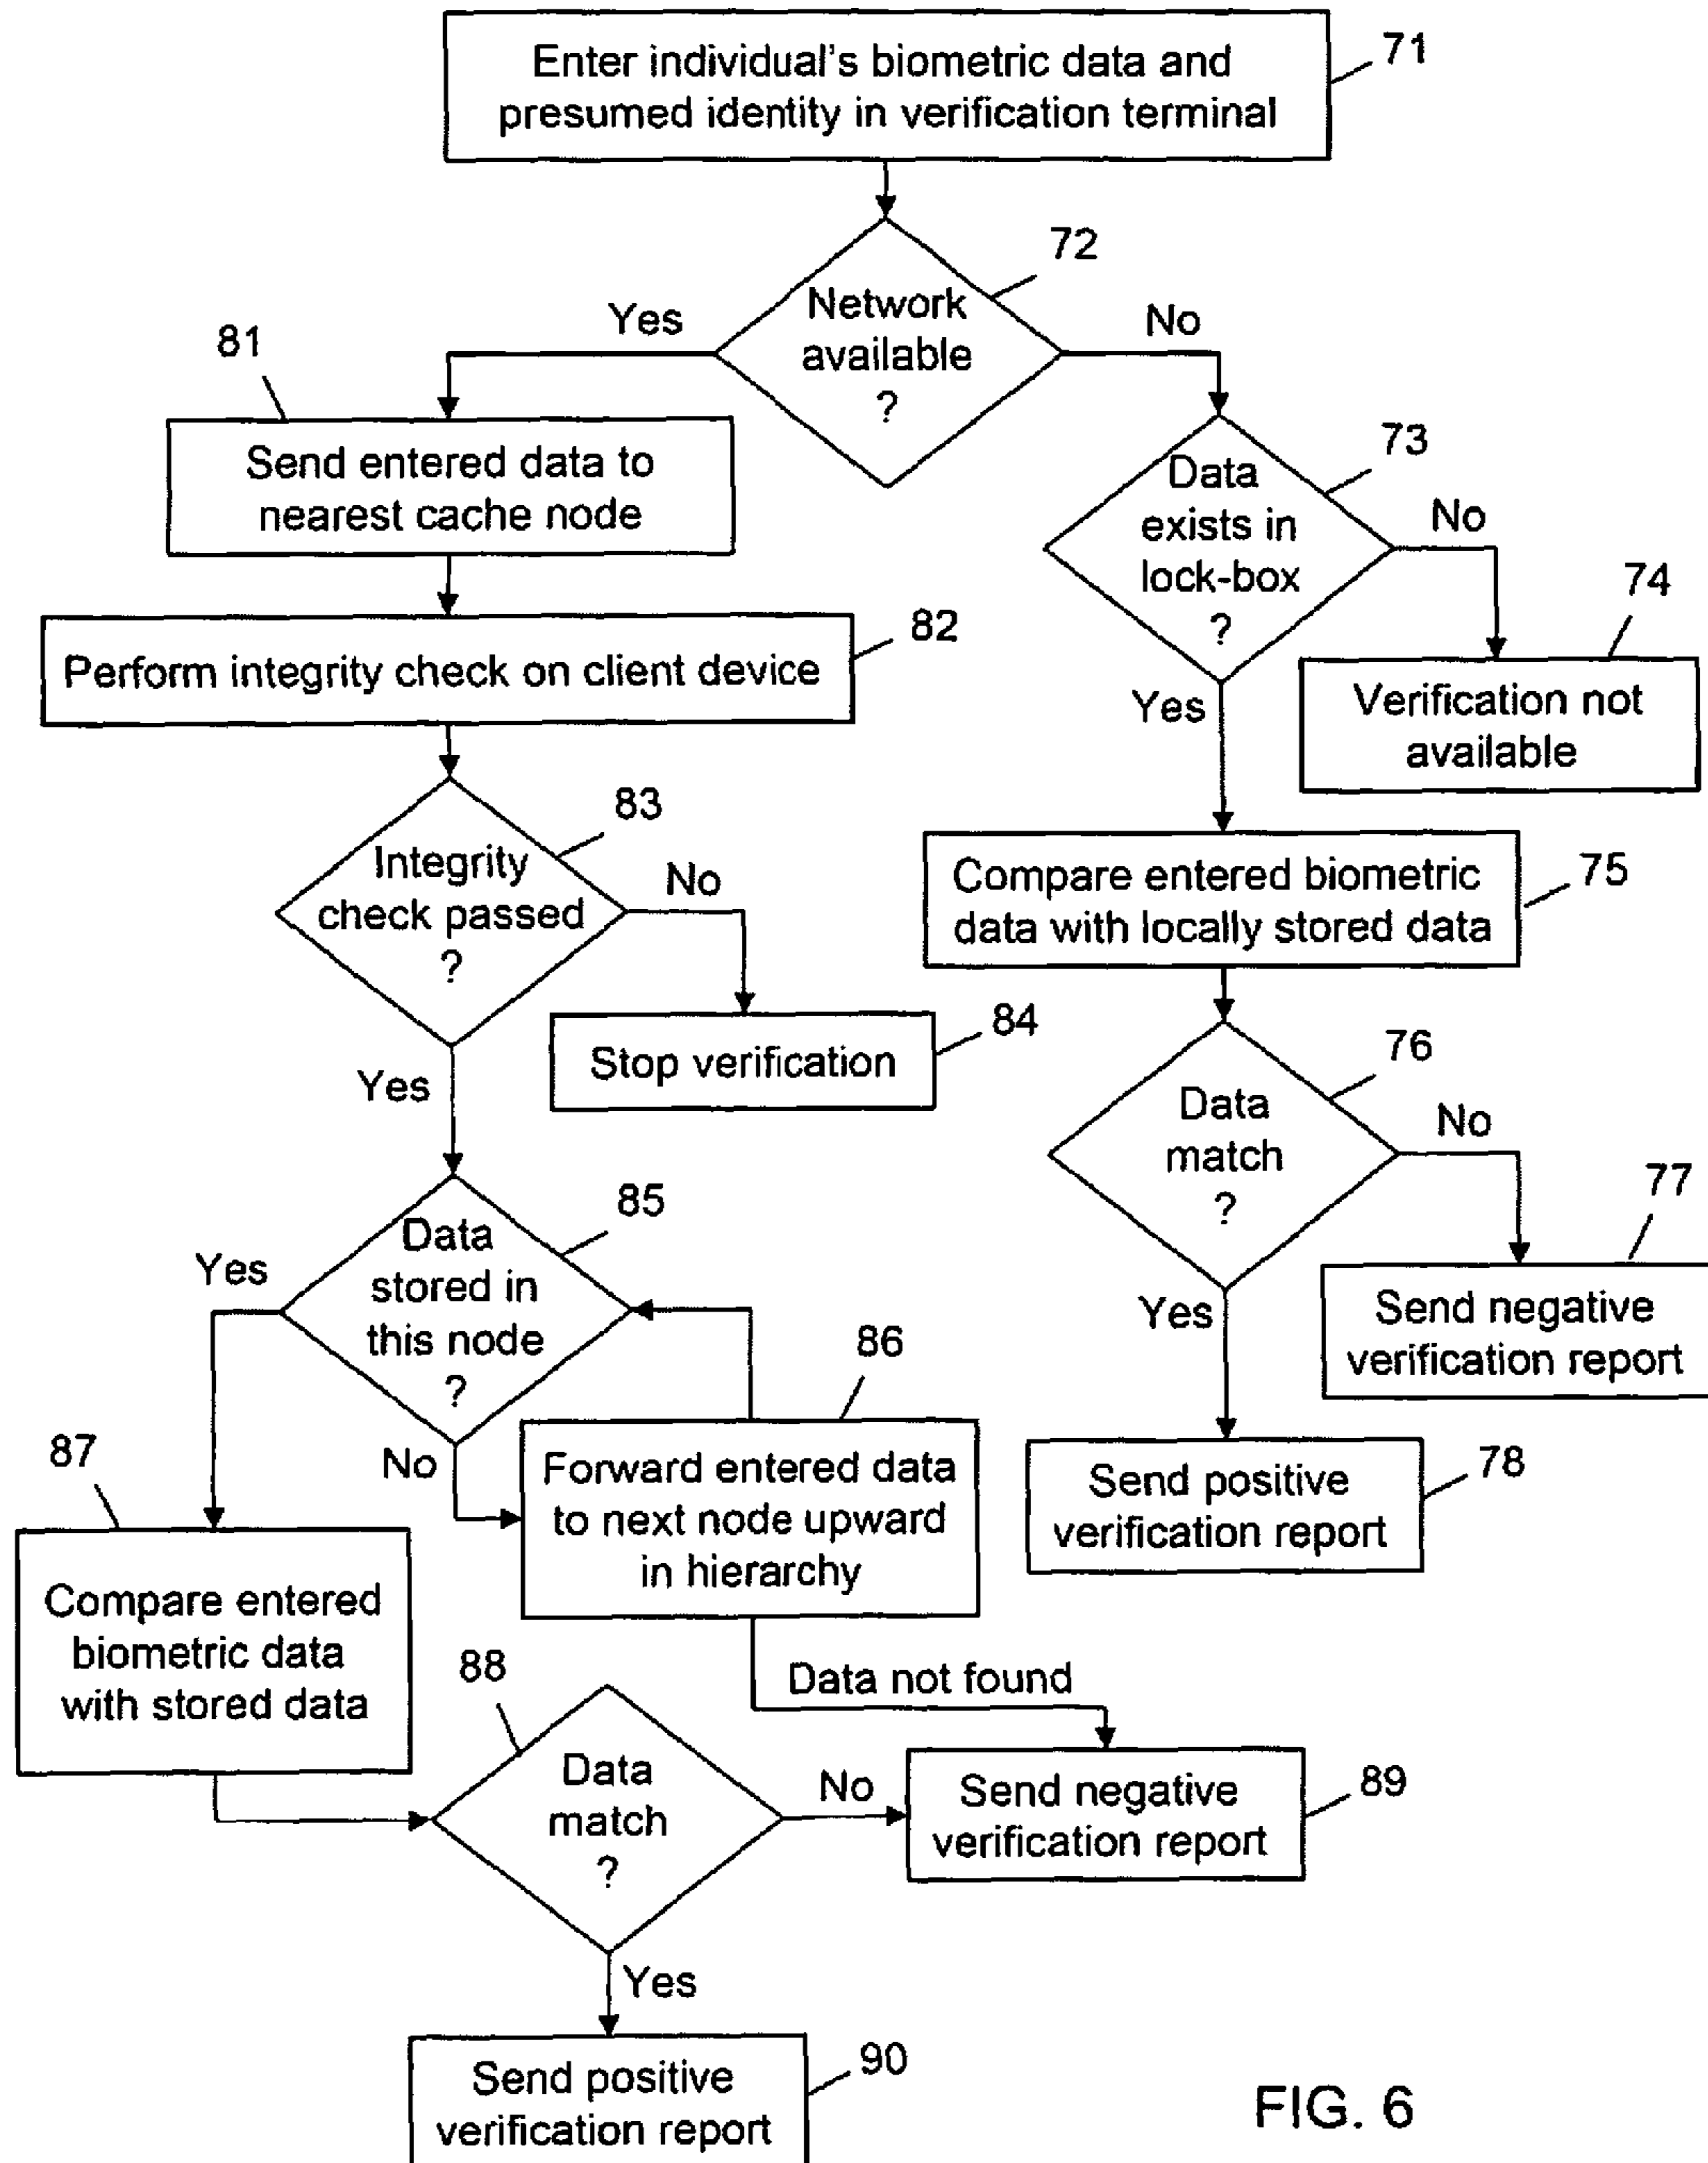 Enter individual's biometric data and
presumed identity in verification terminal
71
72
Network
available
?
Yes
No
81
Send entered data to
nearest cache node
73
Data
exists in
lock-box
?
No
Yes
74
Verification not
available
82
Perform integrity check on client device
83
Integrity
check passed
?
No
Yes
84
Stop verification
75
Compare entered biometric
data with locally stored data
76
Data
match
?
No
Yes
77
Send negative
verification report
78
Send positive
verification report
85
Data
stored in
this node
?
Yes
No
86
Forward entered data
to next node upward
in hierarchy
87
Compare entered
biometric data
with stored data
Data not found
88
Data
match
?
No
Yes
89
Send negative
verification report
90
Send positive
verification report
FIG. 6